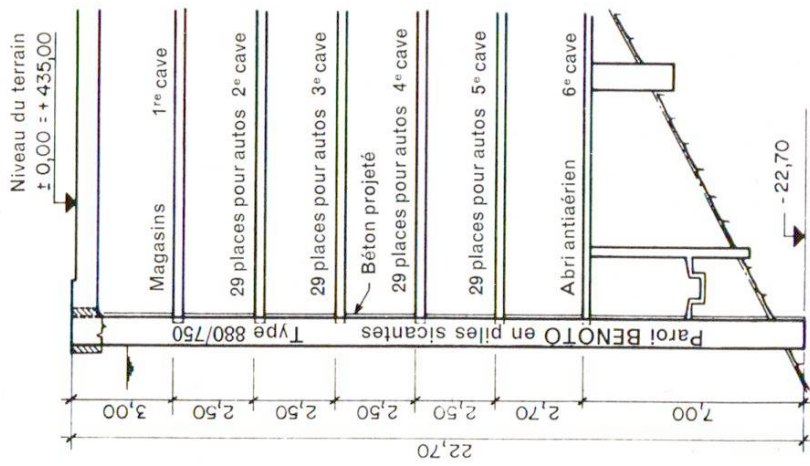 Niveau du terrain
± 0,00 = + 435,00
Magasins 1re cave
29 places pour autos 2e cave
29 places pour autos 3e cave
Béton projeté
29 places pour autos 4e cave
29 places pour autos 5e cave
Abri antiaérien 6e cave
Paroi BENOTO en piles sicantes Type 880/750
-22,70
3,00
2,50
2,50
2,50
2,50
2,70
7,00
22,70